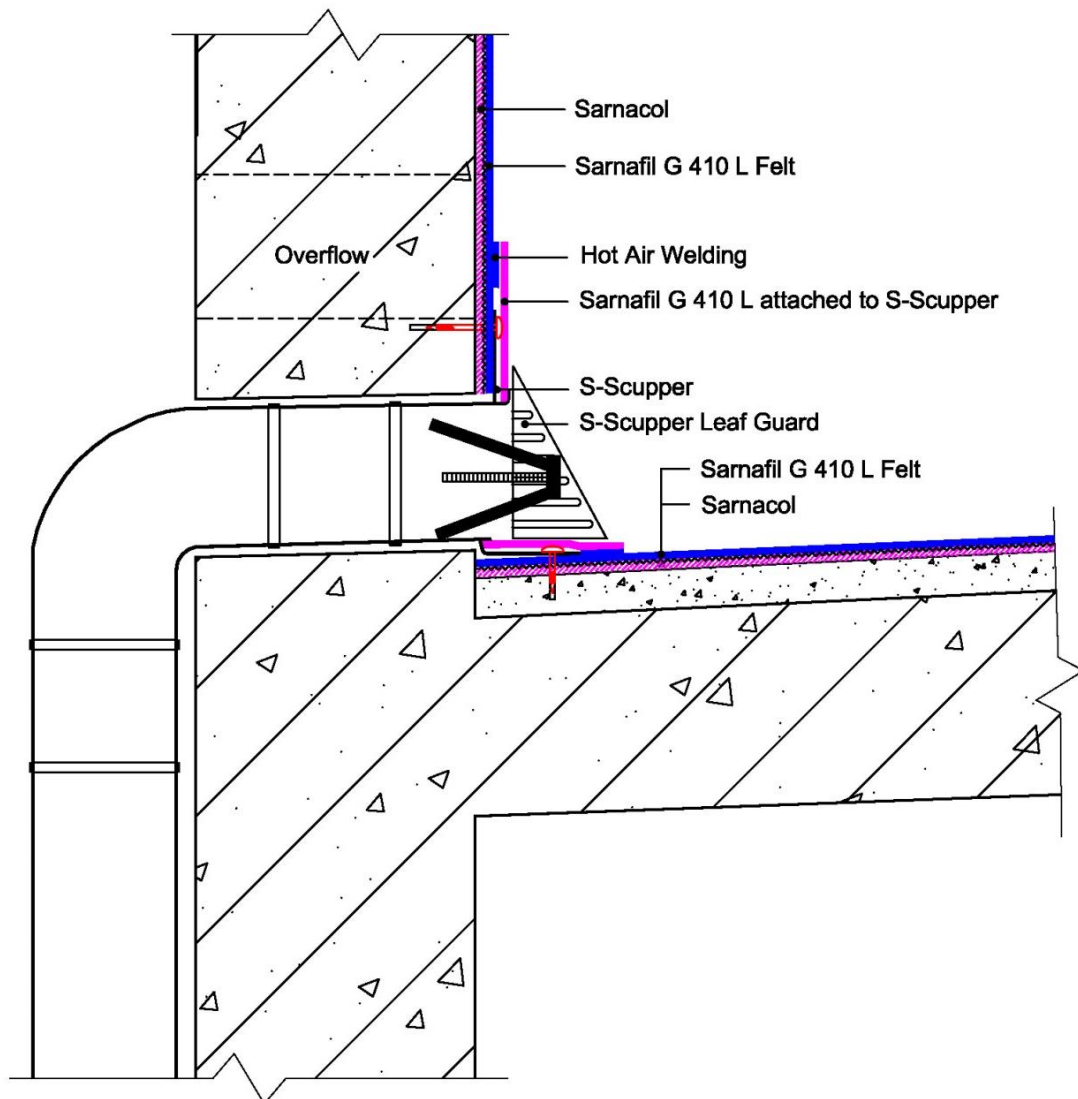 Sarnacol
Sarnafil G 410 L Felt
Overflow
Hot Air Welding
Sarnafil G 410 L attached to S-Scupper
S-Scupper
S-Scupper Leaf Guard
Sarnafil G 410 L Felt
Sarnacol